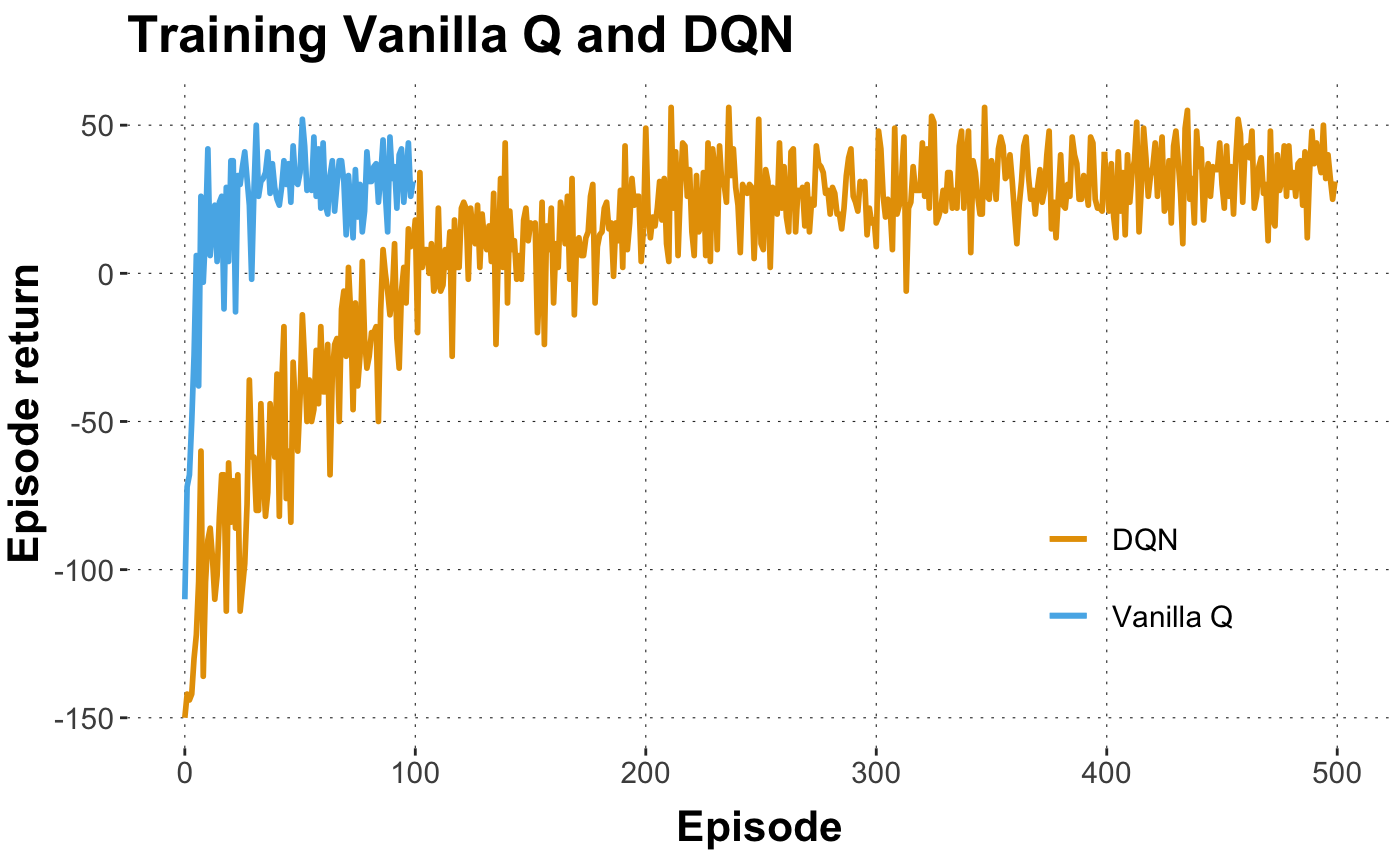 Training Vanilla Q and DQN
Episode return
50
0
-50
-100
-150
DQN
Vanilla Q
0 100 200 300 400 500
Episode